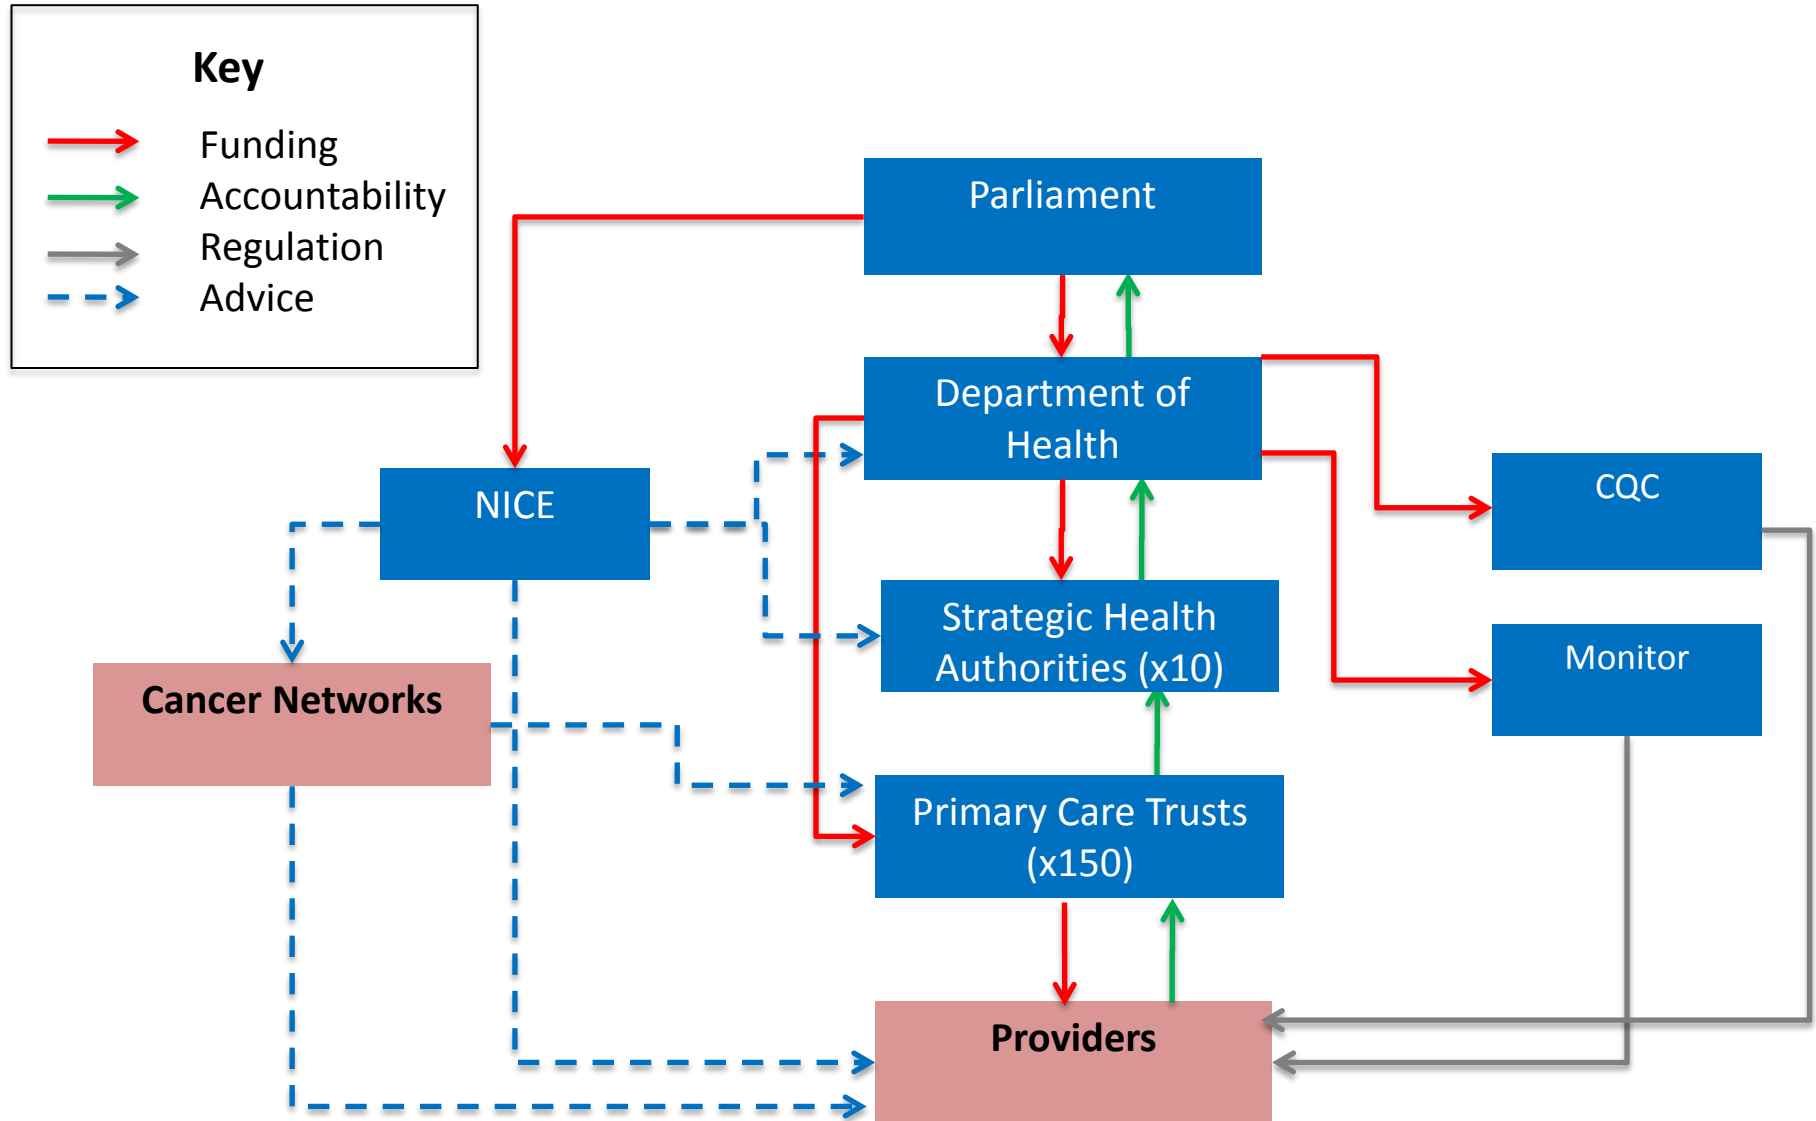 Key
Funding
Accountability
Regulation
Advice
Parliament
Department of
Health
NICE
CQC
Strategic Health
Authorities (x10)
Monitor
Cancer Networks
Primary Care Trusts
(x150)
Providers